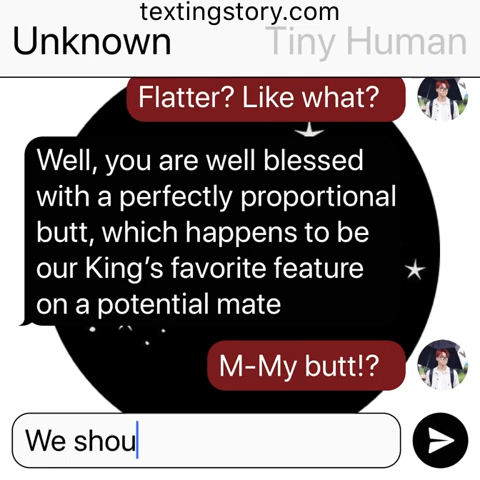 textingstory.com
Unknown Tiny Human
Flatter? Like what?
Well, you are well blessed
with a perfectly proportional
butt, which happens to be
our King’s favorite feature
on a potential mate
M-My butt!?
We shou